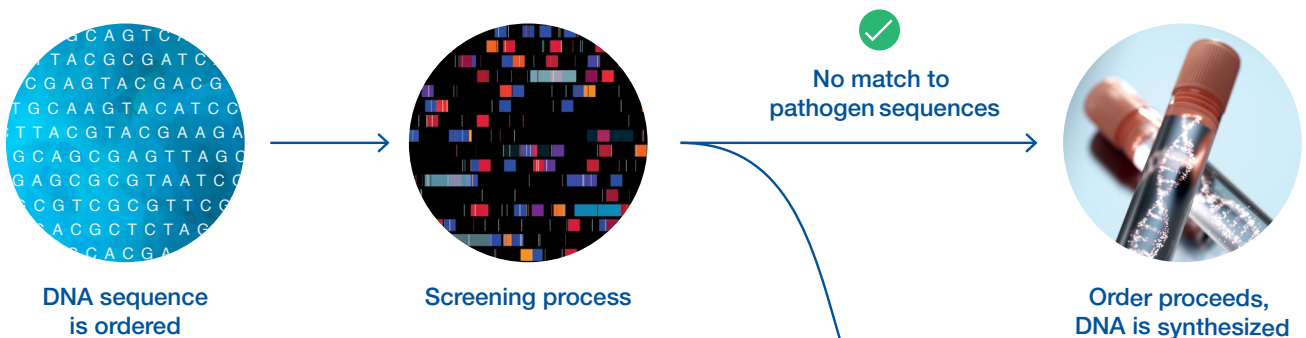 G C A G T C A
T A C G C G A T C
C G A G T A C G A C G
T G C A A G T A C A T C C
T T A C G T A C G A A G A
G C A G C G A G T T A G C
G A G C G C G T A A T C
C G T C G C G T T C G
A C G C T C T A G
C A C G A
DNA sequence
is ordered
Screening process
No match to
pathogen sequences
Order proceeds,
DNA is synthesized